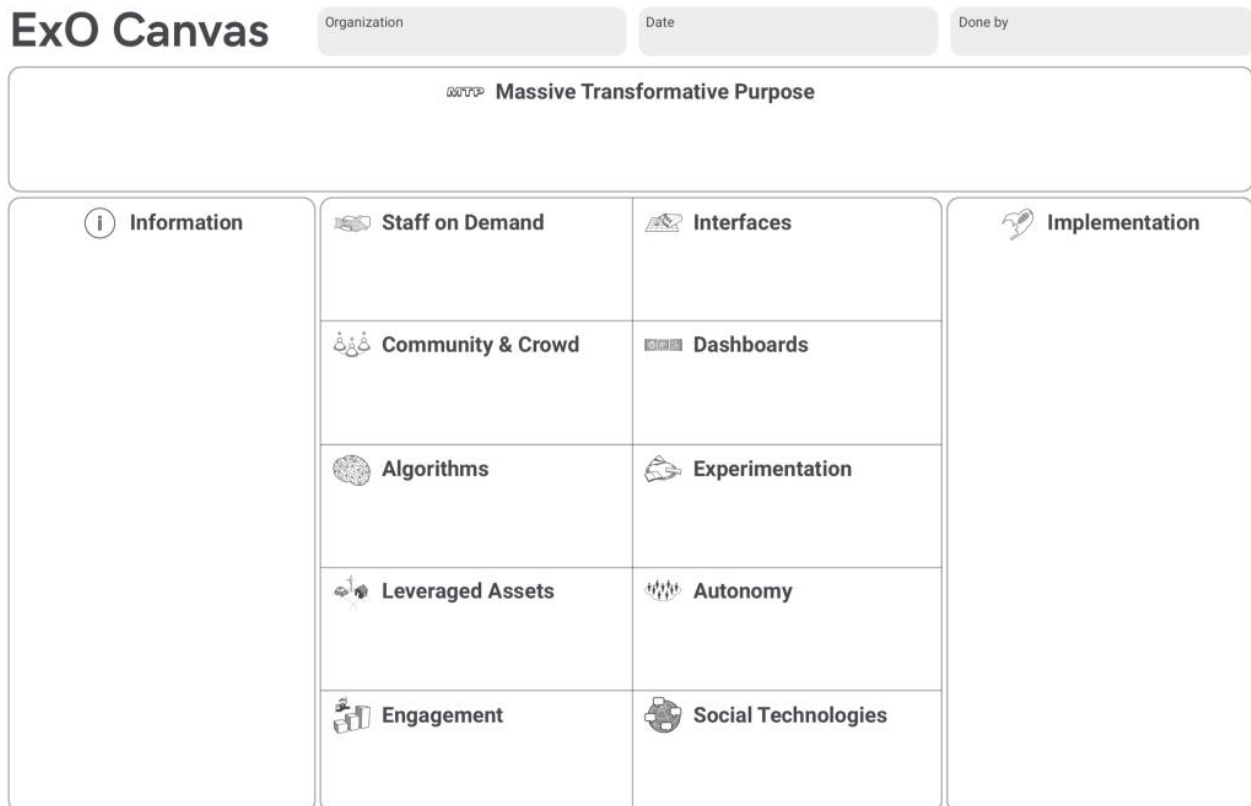 ExO Canvas
Organization
Date
Done by
MTP Massive Transformative Purpose
i Information
Staff on Demand
Interfaces
Implementation
Community & Crowd
Dashboards
Algorithms
Experimentation
Leveraged Assets
Autonomy
Engagement
Social Technologies